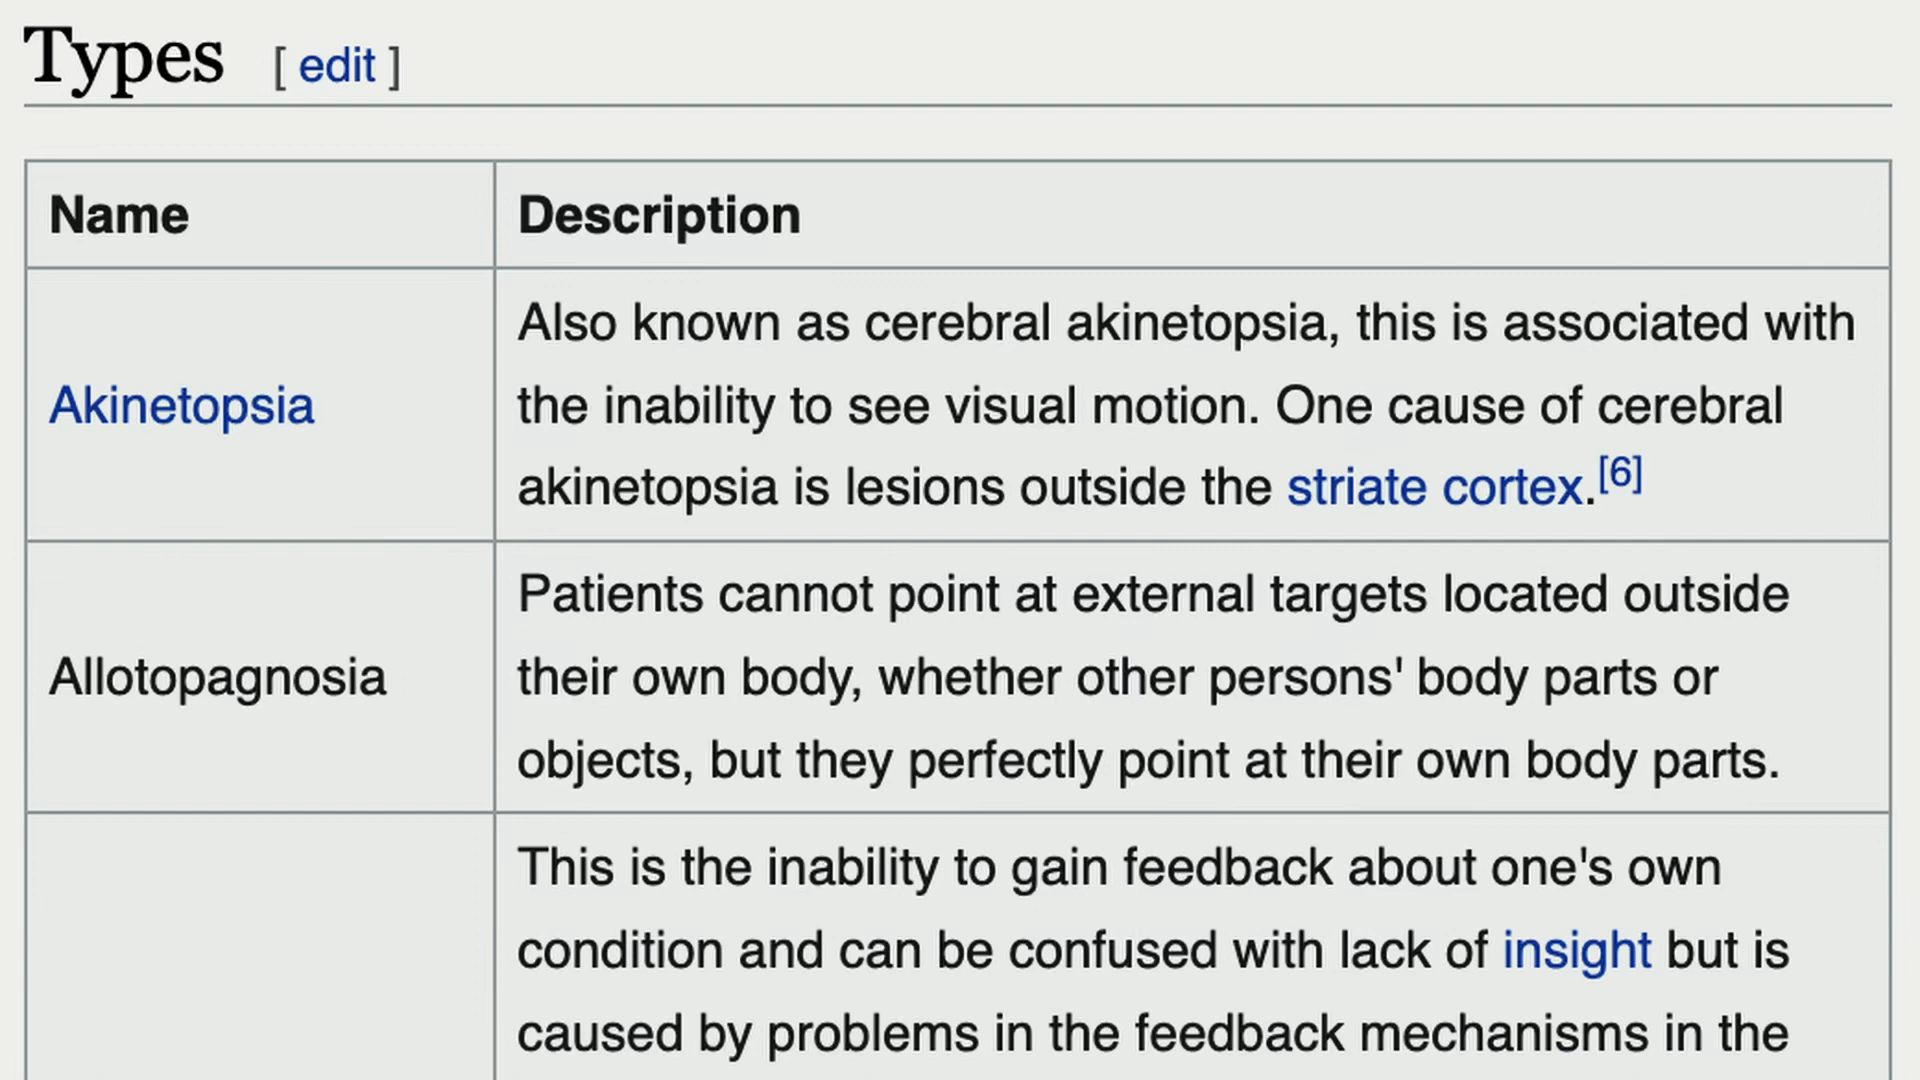 Types [ edit ]
Name Description
Akinetopsia
Also known as cerebral akinetopsia, this is associated with
the inability to see visual motion. One cause of cerebral
akinetopsia is lesions outside the striate cortex.[6]
Allotopagnosia
Patients cannot point at external targets located outside
their own body, whether other persons' body parts or
objects, but they perfectly point at their own body parts.
This is the inability to gain feedback about one's own
condition and can be confused with lack of insight but is
caused by problems in the feedback mechanisms in the